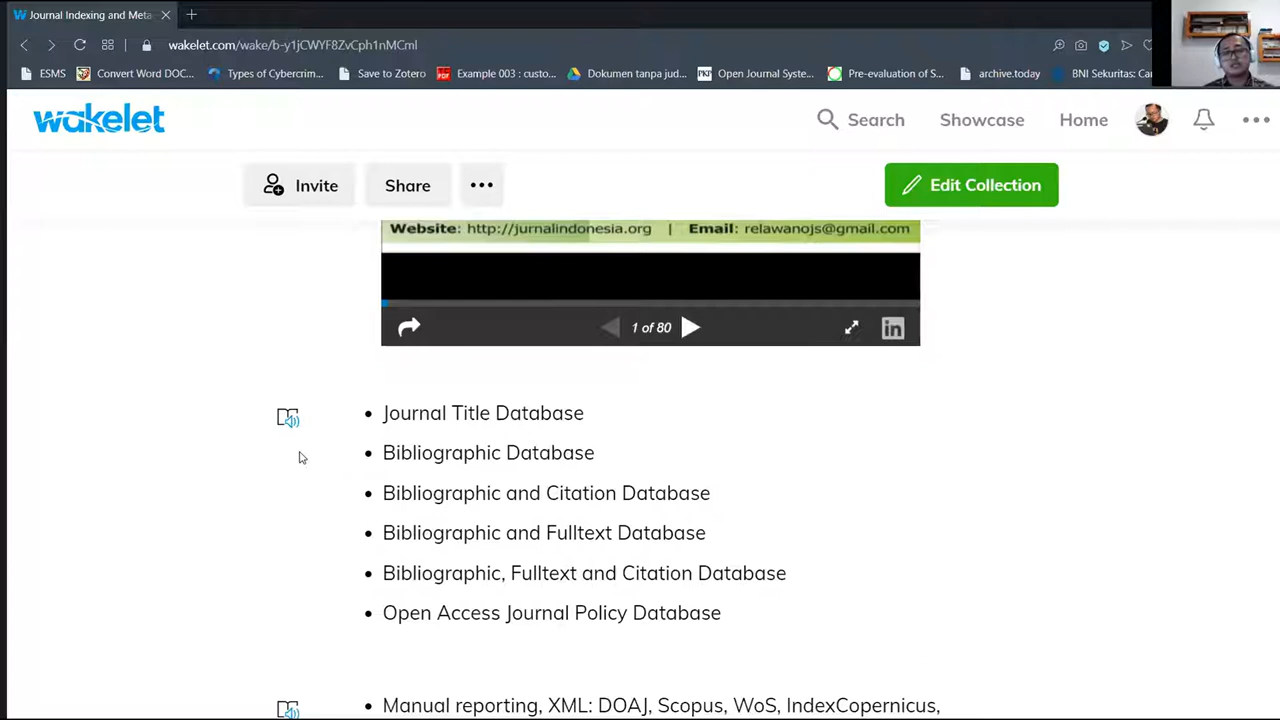 Journal Indexing and Meta
wakelet.com/wake/b-y1jCWYF8ZvCph1nMCml
ESMS
Convert Word DOC...
Types of Cybercrim...
Save to Zotero
PDF
Example 003 : custo...
Dokumen tanpa jud...
PKP
Open Journal Syste...
Pre-evaluation of S...
archive.today
BNI Sekuritas: Ca
wakelet
Search
Showcase
Home
Invite
Share
Edit Collection
Website: http://jurnalindonesia.org | Email: relawanojs@gmail.com
1 of 80
in
• Journal Title Database
• Bibliographic Database
• Bibliographic and Citation Database
• Bibliographic and Fulltext Database
• Bibliographic, Fulltext and Citation Database
• Open Access Journal Policy Database
• Manual reporting, XML: DOAJ, Scopus, WoS, IndexCopernicus,